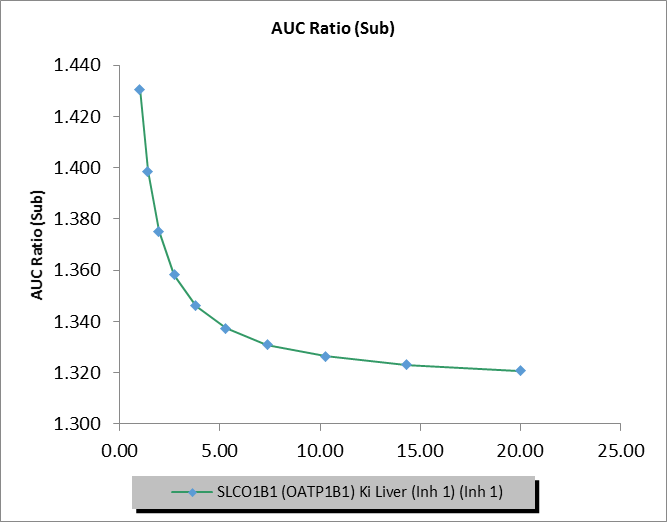 AUC Ratio (Sub)
AUC Ratio (Sub)
1.440
1.420
1.400
1.380
1.360
1.340
1.320
1.300
0.00 5.00 10.00 15.00 20.00 25.00
SLCO1B1 (OATP1B1) Ki Liver (Inh 1) (Inh 1)